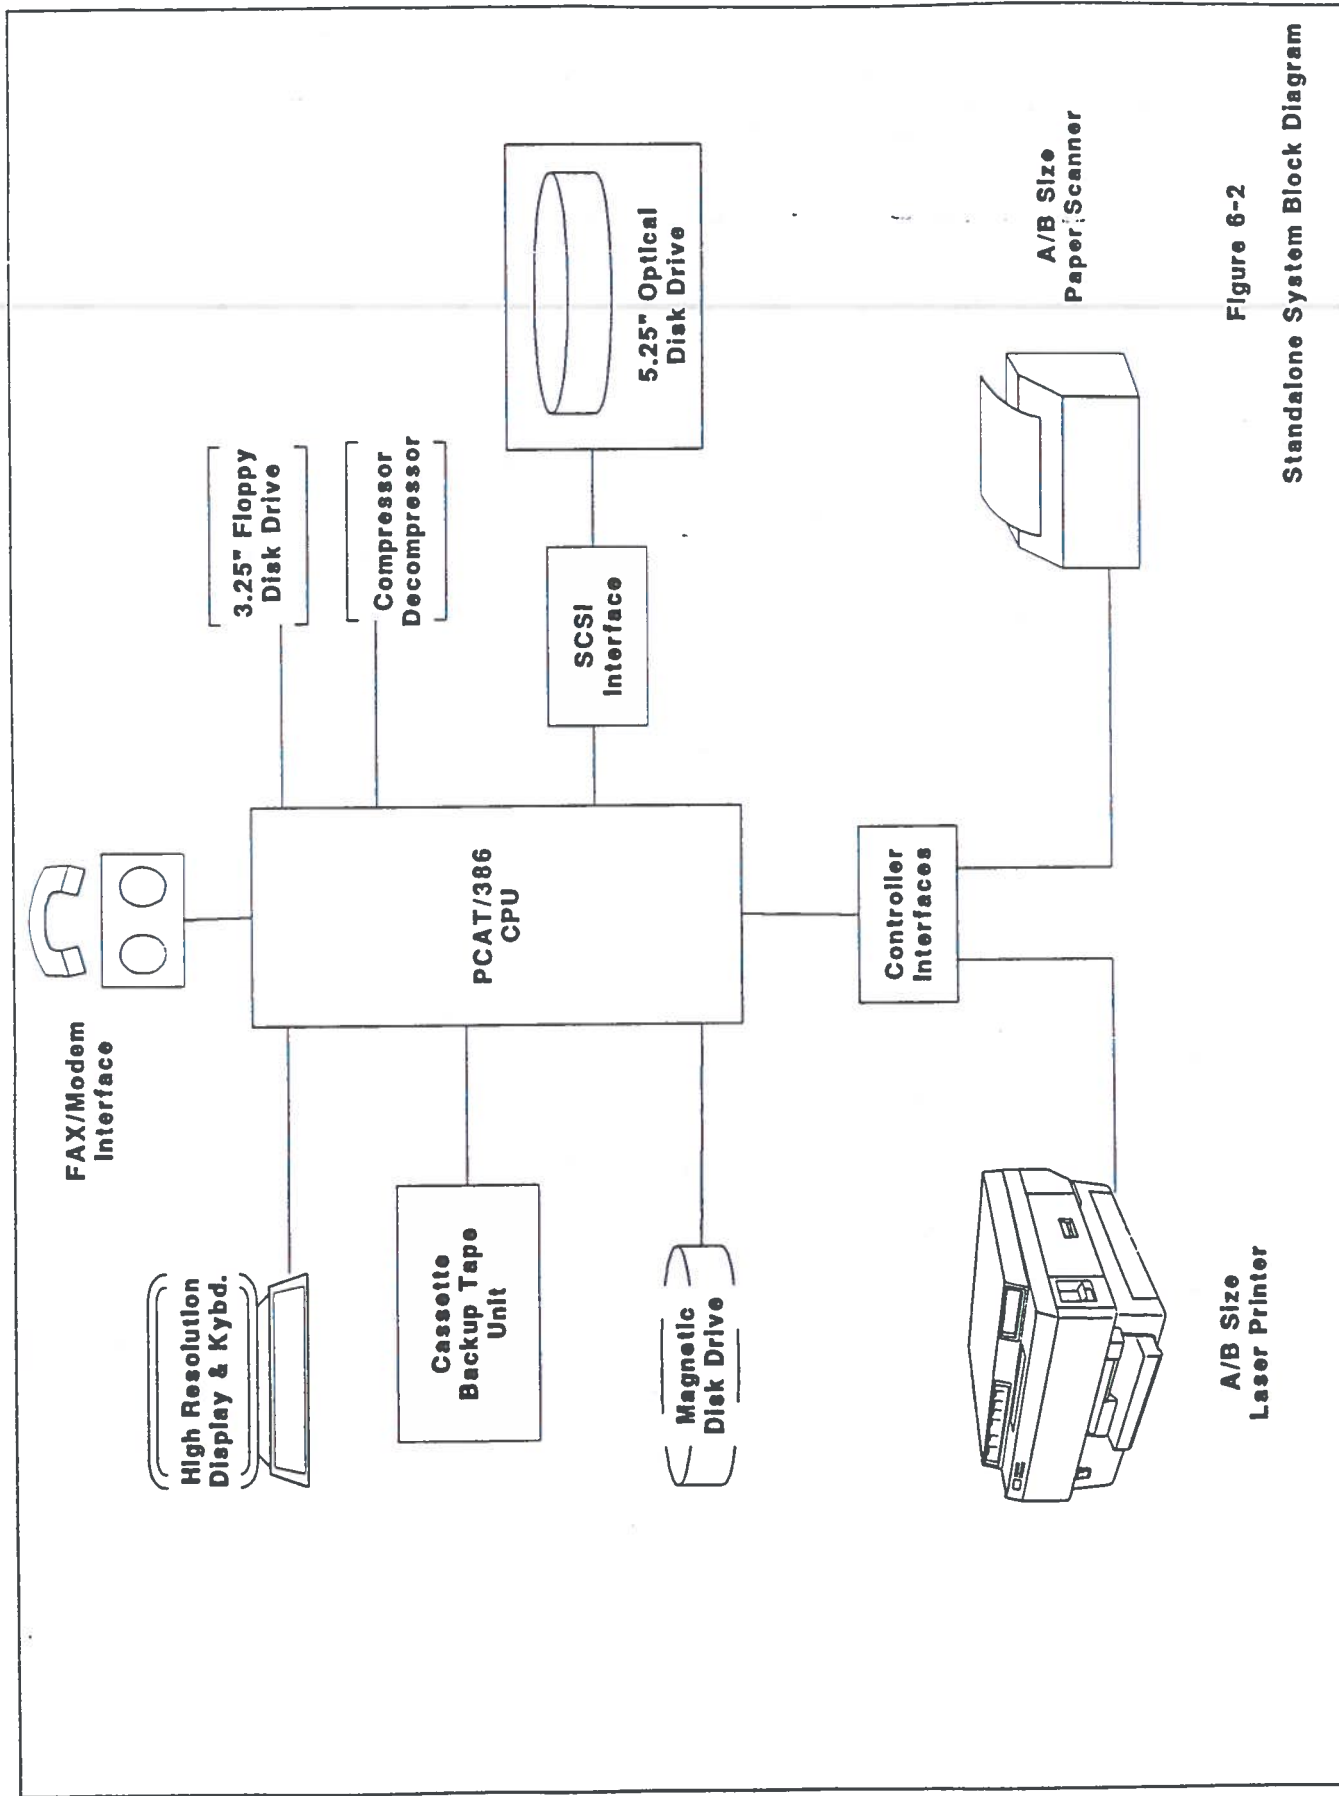 FAX/Modem
Interface
High Resolution
Display & Kybd.
3.25" Floppy
Disk Drive
Compressor
Decompressor
Cassette
Backup Tape
Unit
PCAT/386
CPU
SCSI
Interface
5.25" Optical
Disk Drive
Magnetic
Disk Drive
Controller
Interfaces
A/B Size
Laser Printer
A/B Size
Paper Scanner
Figure 6-2
Standalone System Block Diagram